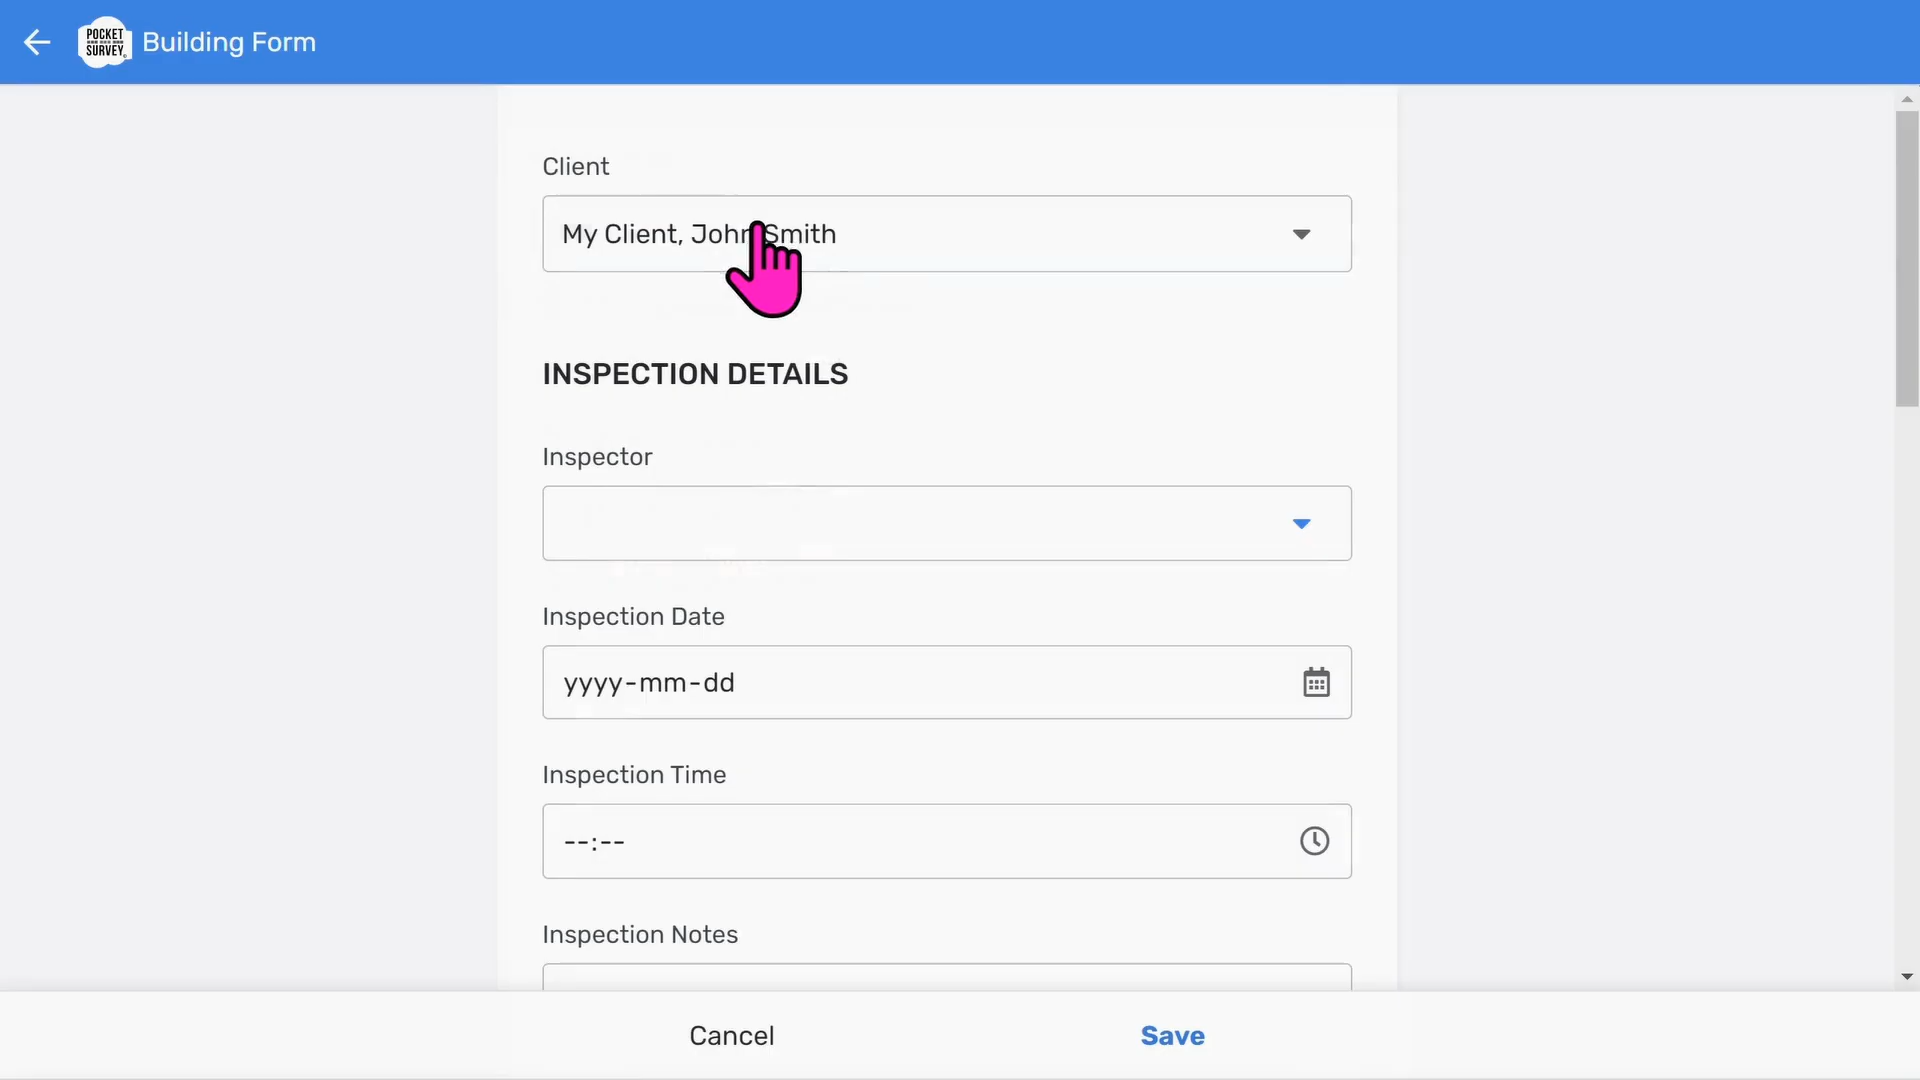 POCKET
SURVEY
Building Form
Client
My Client, John Smith
INSPECTION DETAILS
Inspector
Inspection Date
yyyy-mm-dd
Inspection Time
--:--
Inspection Notes
Cancel
Save